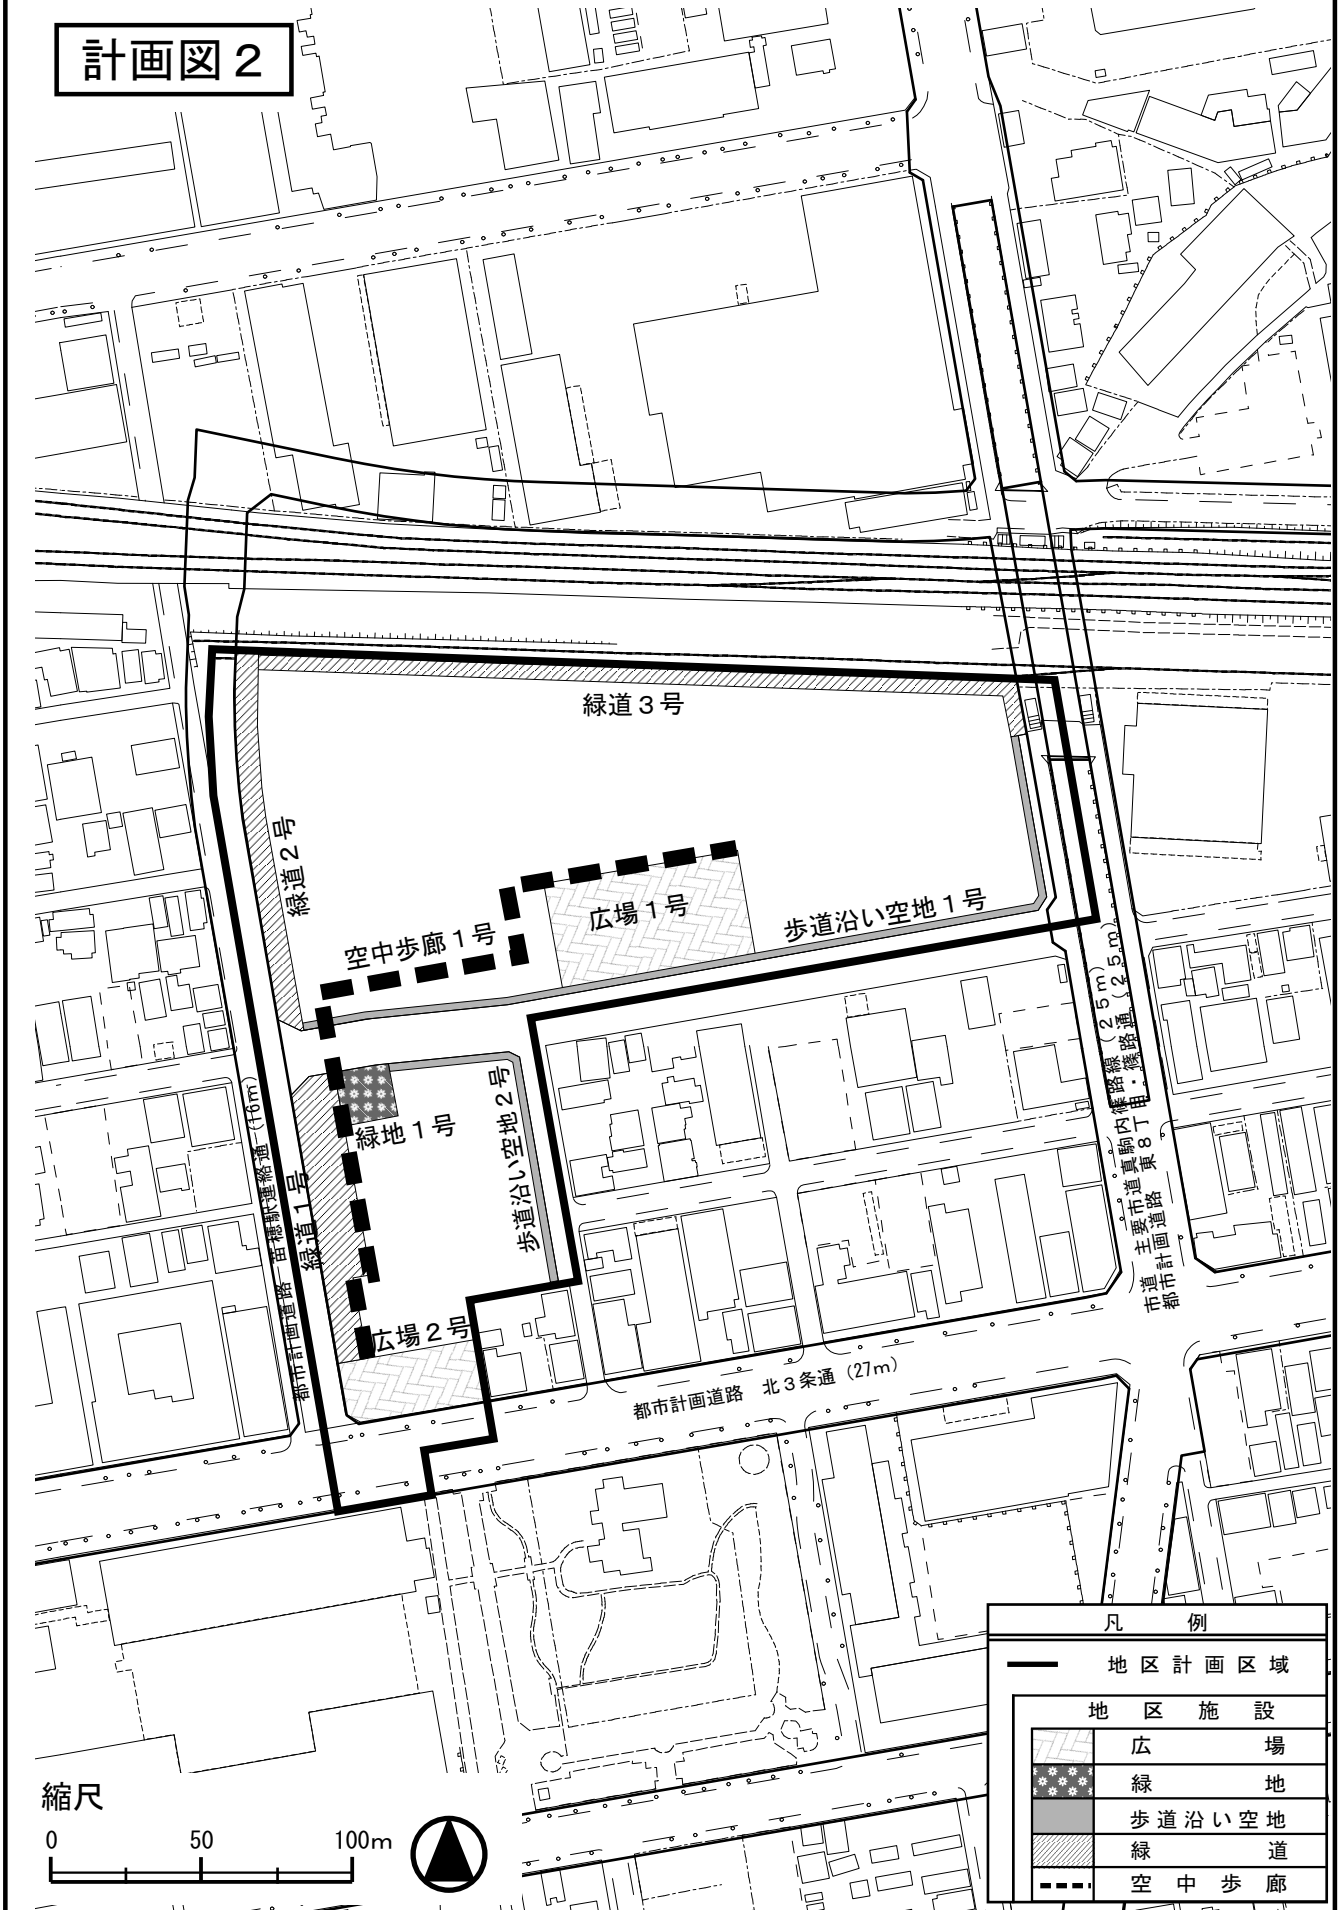 計画図２
緑道３号
緑道２号
広場１号
歩道沿い空地１号
空中歩廊１号
緑地１号
歩道沿い空地２号
緑道１号
広場２号
都市計画道路 苗穂駅連絡通（16m）
都市計画道路 北３条通（27m）
市道 主要市道真駒内篠路線（25m）
都市計画道路 東８丁目・篠路通（25m）
凡例
地区計画区域
地区施設
広場
緑地
歩道沿い空地
緑道
空中歩廊
縮尺
0 50 100m